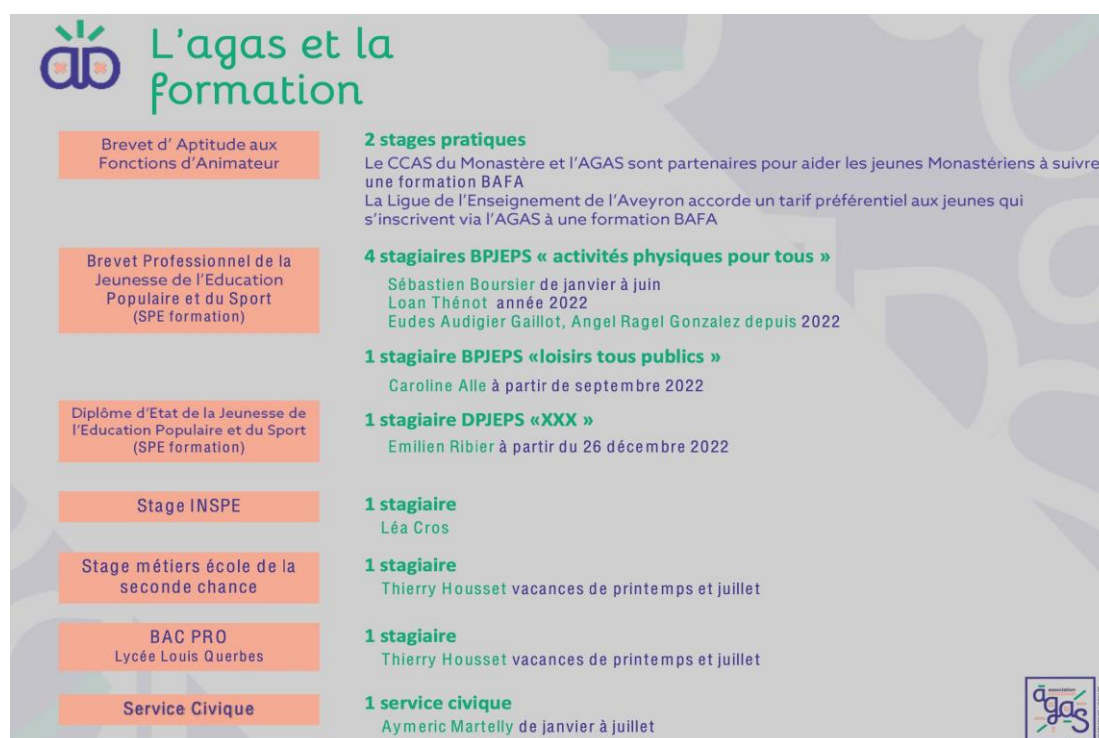 L'agas et la
formation
Brevet d' Aptitude aux
Fonctions d'Animateur
2 stages pratiques
Le CCAS du Monastère et l'AGAS sont partenaires pour aider les jeunes Monastériens à suivre
une formation BAFA
La Ligue de l'Enseignement de l'Aveyron accorde un tarif préférentiel aux jeunes qui
s'inscrivent via l'AGAS à une formation BAFA
Brevet Professionnel de la
Jeunesse de l'Education
Populaire et du Sport
(SPE formation)
4 stagiaires BPJEPS « activités physiques pour tous »
Sébastien Boursier de janvier à juin
Loan Thénot année 2022
Eudes Audigier Gaillot, Angel Ragel Gonzalez depuis 2022
1 stagiaire BPJEPS «loisirs tous publics »
Caroline Alle à partir de septembre 2022
Diplôme d'Etat de la Jeunesse de
l'Education Populaire et du Sport
(SPE formation)
1 stagiaire DPJEPS «XXX »
Emilien Ribier à partir du 26 décembre 2022
Stage INSPE
1 stagiaire
Léa Cros
Stage métiers école de la
seconde chance
1 stagiaire
Thierry Housset vacances de printemps et juillet
BAC PRO
Lycée Louis Querbes
1 stagiaire
Thierry Housset vacances de printemps et juillet
Service Civique
1 service civique
Aymeric Martelly de janvier à juillet
association
agas